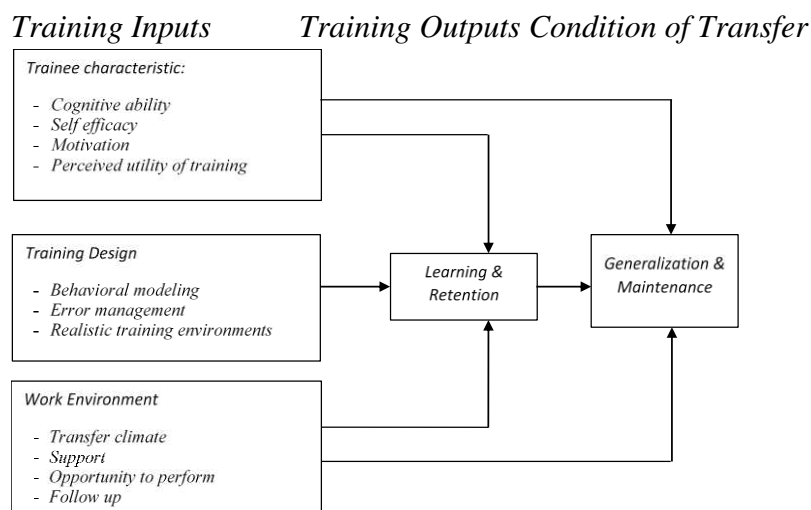 Training Inputs Training Outputs Condition of Transfer
Trainee characteristic:
- Cognitive ability
- Self efficacy
- Motivation
- Perceived utility of training
Training Design
- Behavioral modeling
- Error management
- Realistic training environments
Learning &
Retention
Generalization &
Maintenance
Work Environment
- Transfer climate
- Support
- Opportunity to perform
- Follow up